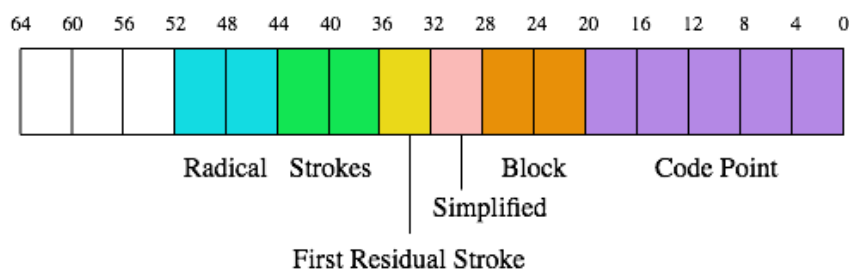 64 60 56 52 48 44 40 36 32 28 24 20 16 12 8 4 0
Radical Strokes Block Code Point
Simplified
First Residual Stroke